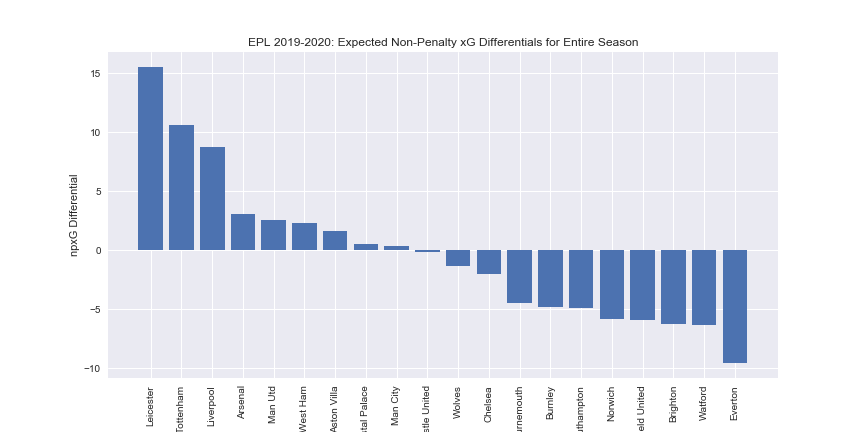 EPL 2019-2020: Expected Non-Penalty xG Differentials for Entire Season
npxG Differential
15
10
5
0
−5
−10
Leicester
Tottenham
Liverpool
Arsenal
Man Utd
West Ham
Aston Villa
tal Palace
Man City
stle United
Wolves
Chelsea
urnemouth
Burnley
uthampton
Norwich
eld United
Brighton
Watford
Everton